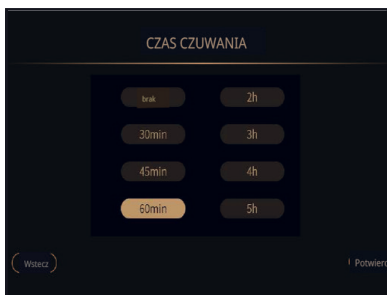 CZAS CZUWANIA
brak 2h
30min 3h
45min 4h
60min 5h
Wstecz Potwierd